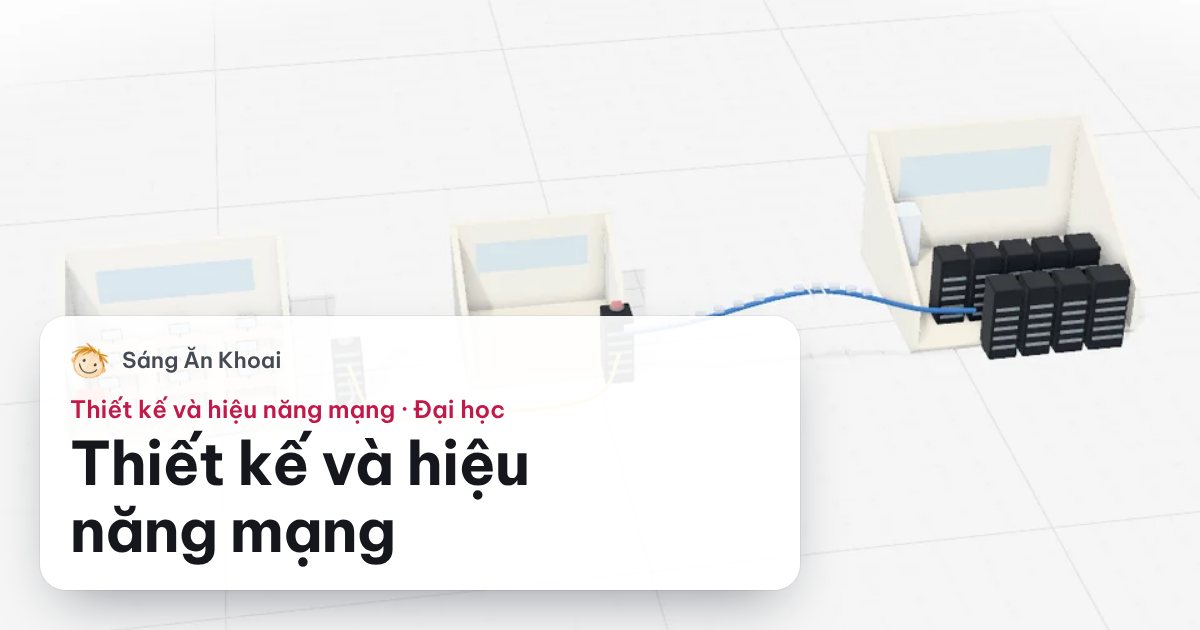 Sáng Ăn Khoai
Thiết kế và hiệu năng mạng · Đại học
Thiết kế và hiệu
năng mạng